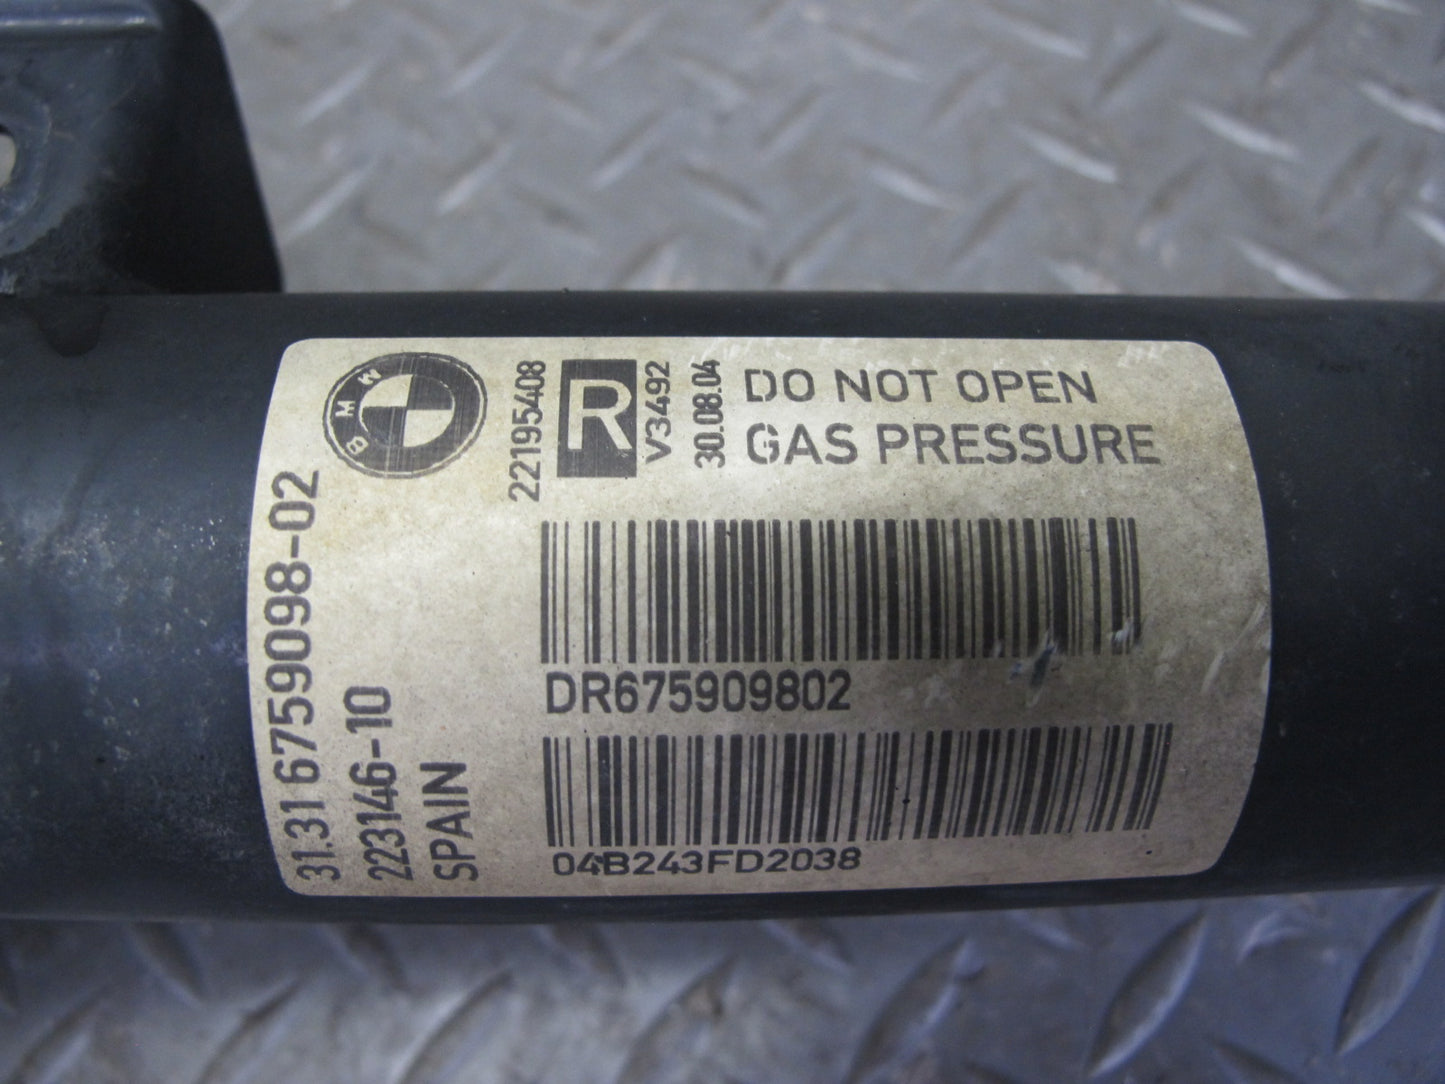 BMW
22195408
R
V3492
30.08.04
DO NOT OPEN
GAS PRESSURE
31.31 6759098-02
223146-10
SPAIN
DR675909802
04B243FD2038